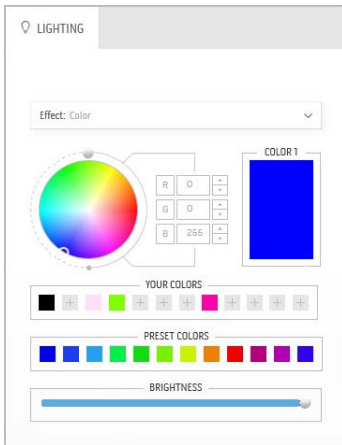 LIGHTING
Effect: Color
COLOR 1
R 0
G 0
B 255
YOUR COLORS
PRESET COLORS
BRIGHTNESS